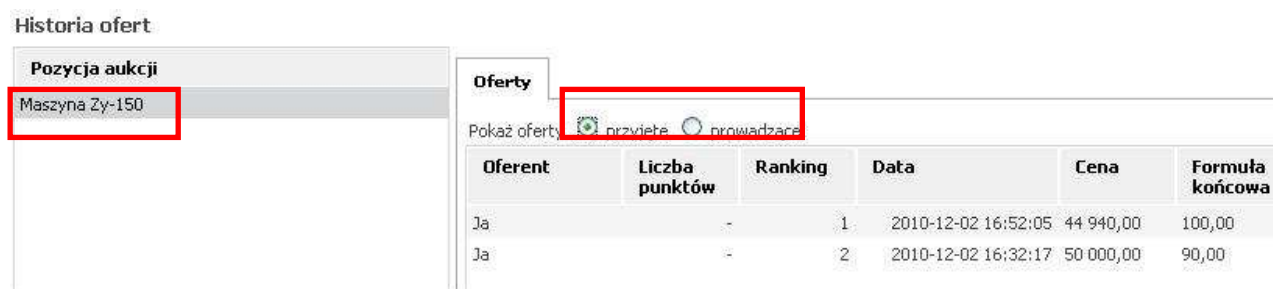 Historia ofert
Pozycja aukcji
Maszyna Zy-150
Oferty
Pokaż oferty przyjęte prowadzące
Oferent Liczba punktów Ranking Data Cena Formuła końcowa
Ja - 1 2010-12-02 16:52:05 44 940,00 100,00
Ja - 2 2010-12-02 16:32:17 50 000,00 90,00